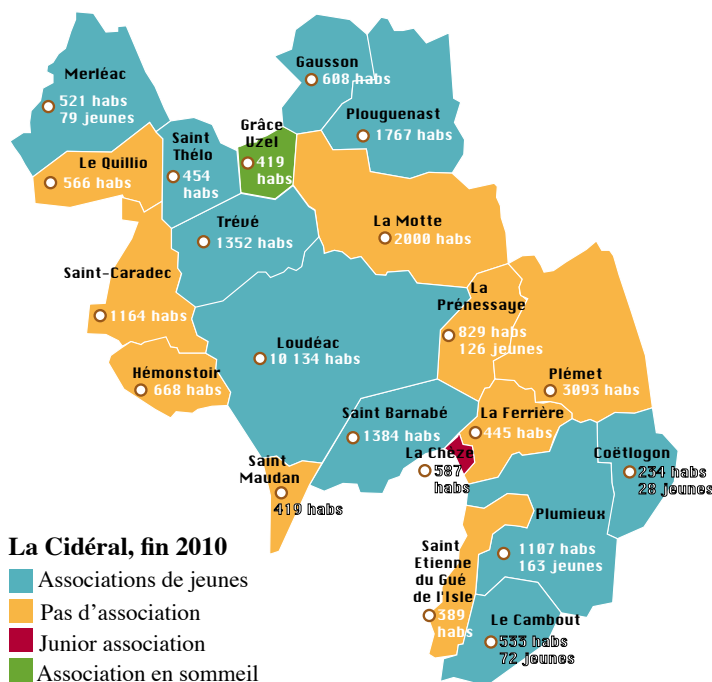 Merléac
521 habs
79 jeunes
Gausson
608 habs
Plouguenast
1767 habs
Grâce
Uzel
419
habs
Saint
Thélo
454
habs
Le Quillio
566 habs
Trévé
1352 habs
La Motte
2000 habs
Saint-Caradec
1164 habs
La
Prénessaye
829 habs
126 jeunes
Loudéac
10 134 habs
Hémonstoir
668 habs
Plémet
3093 habs
Saint Barnabé
1384 habs
La Ferrière
445 habs
La Chèze
587
habs
Coëtlogon
234 habs
28 jeunes
Saint
Maudan
419 habs
Plumieux
1107 habs
163 jeunes
Saint
Etienne
du Gué
de l'Isle
389
habs
Le Cambout
533 habs
72 jeunes
La Cidéral, fin 2010
Associations de jeunes
Pas d'association
Junior association
Association en sommeil